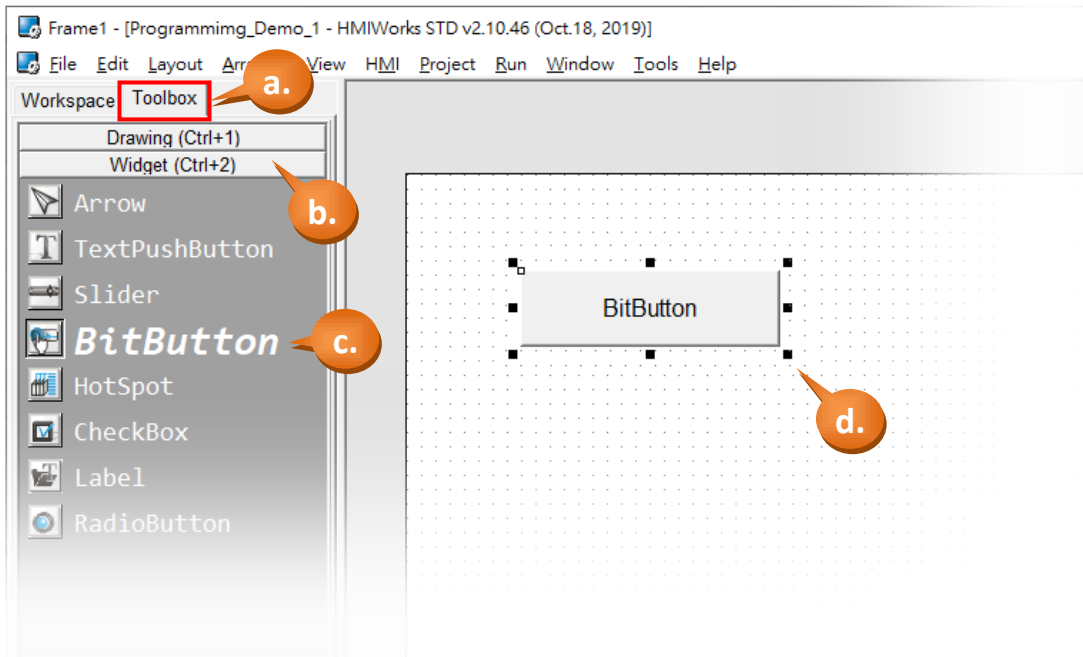 Frame1 - [Programmimg_Demo_1 - HMIWorks STD v2.10.46 (Oct.18, 2019)]
File Edit Layout Arr View HMI Project Run Window Tools Help
Workspace Toolbox a.
Drawing (Ctrl+1)
Widget (Ctrl+2)
b.
Arrow
TextPushButton
Slider
BitButton c.
HotSpot
CheckBox
Label
RadioButton
BitButton
d.